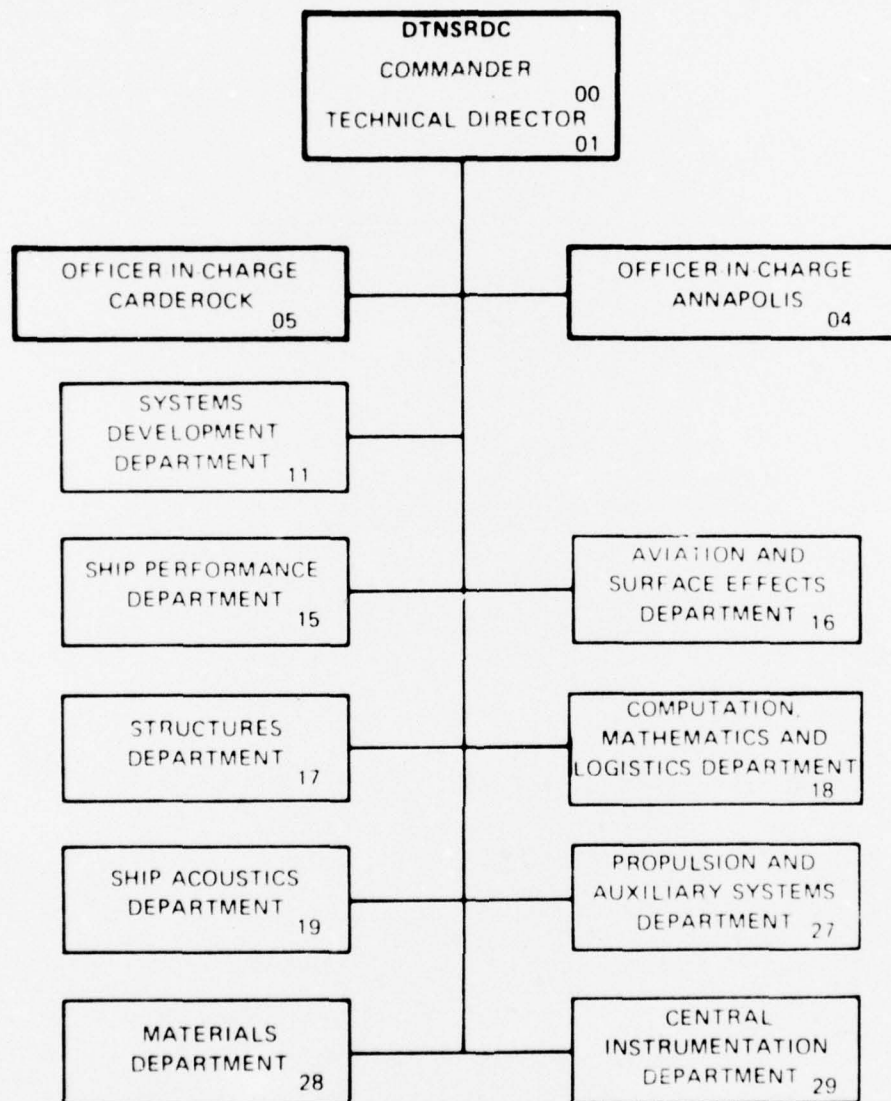 DTNSRDC
COMMANDER
00
TECHNICAL DIRECTOR
01
OFFICER IN CHARGE
CARDEROCK
05
OFFICER IN CHARGE
ANNAPOLIS
04
SYSTEMS
DEVELOPMENT
DEPARTMENT
11
SHIP PERFORMANCE
DEPARTMENT
15
AVIATION AND
SURFACE EFFECTS
DEPARTMENT
16
STRUCTURES
DEPARTMENT
17
COMPUTATION,
MATHEMATICS AND
LOGISTICS DEPARTMENT
18
SHIP ACOUSTICS
DEPARTMENT
19
PROPULSION AND
AUXILIARY SYSTEMS
DEPARTMENT
27
MATERIALS
DEPARTMENT
28
CENTRAL
INSTRUMENTATION
DEPARTMENT
29